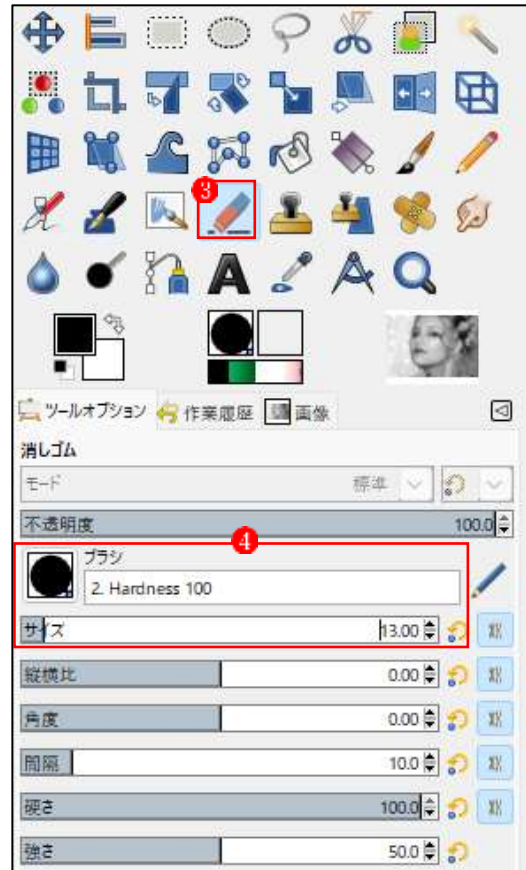 3
ツールオプション 作業履歴 画像
消しゴム
モード 標準
不透明度 100.0
4
ブラシ
2. Hardness 100
サイズ 13.00
縦横比 0.00
角度 0.00
間隔 10.0
硬さ 100.0
強さ 50.0